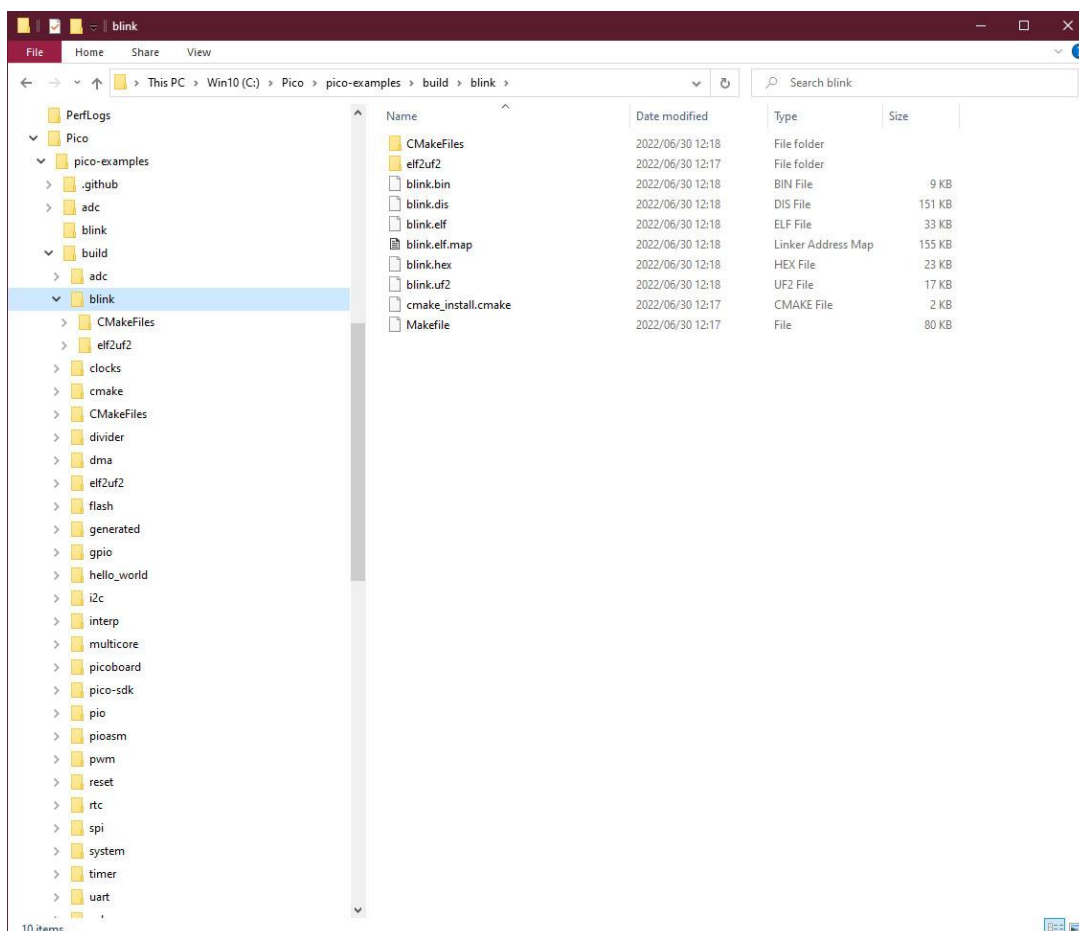 blink
File Home Share View
This PC > Win10 (C:) > Pico > pico-examples > build > blink >
Search blink
PerfLogs
Pico
pico-examples
.github
adc
blink
build
adc
blink
CMakeFiles
elf2uf2
clocks
cmake
CMakeFiles
divider
dma
elf2uf2
flash
generated
gpio
hello_world
i2c
interp
multicore
picoboard
pico-sdk
pio
pioasm
pwm
reset
rtc
spi
system
timer
uart
Name Date modified Type Size
CMakeFiles 2022/06/30 12:18 File folder
elf2uf2 2022/06/30 12:17 File folder
blink.bin 2022/06/30 12:18 BIN File 9 KB
blink.dis 2022/06/30 12:18 DIS File 151 KB
blink.elf 2022/06/30 12:18 ELF File 33 KB
blink.elf.map 2022/06/30 12:18 Linker Address Map 155 KB
blink.hex 2022/06/30 12:18 HEX File 23 KB
blink.uf2 2022/06/30 12:18 UF2 File 17 KB
cmake_install.cmake 2022/06/30 12:17 CMAKE File 2 KB
Makefile 2022/06/30 12:17 File 80 KB
10 items